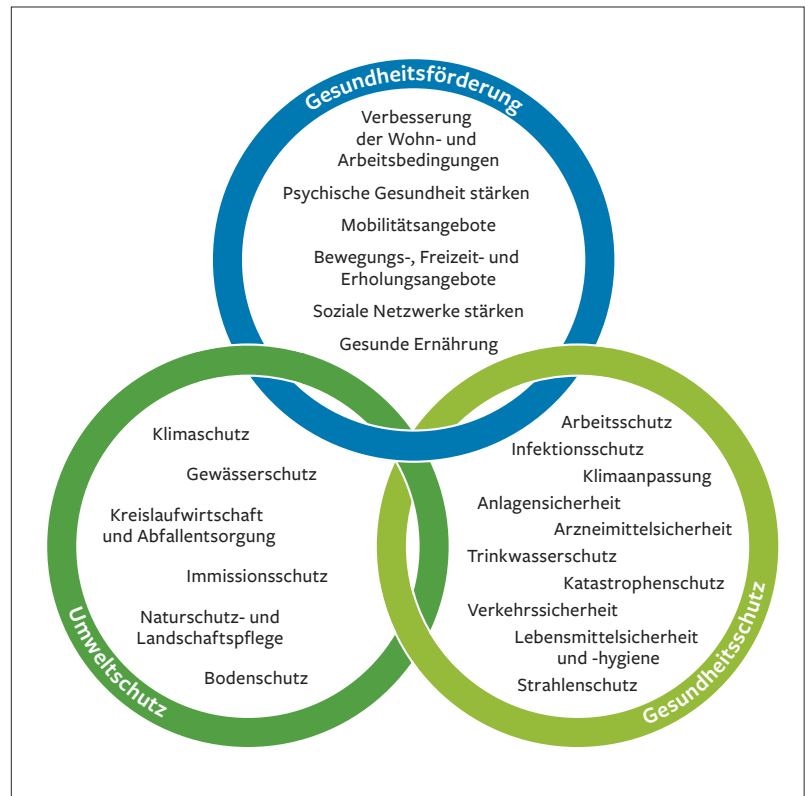 Gesundheitsförderung
Verbesserung
der Wohn- und
Arbeitsbedingungen
Psychische Gesundheit stärken
Mobilitätsangebote
Bewegungs-, Freizeit- und
Erholungsangebote
Soziale Netzwerke stärken
Gesunde Ernährung
Umweltschutz
Klimaschutz
Gewässerschutz
Kreislaufwirtschaft
und Abfallentsorgung
Immissionsschutz
Naturschutz- und
Landschaftspflege
Bodenschutz
Gesundheitsschutz
Arbeitsschutz
Infektionsschutz
Klimaanpassung
Anlagensicherheit
Arzneimittelsicherheit
Trinkwasserschutz
Katastrophenschutz
Verkehrssicherheit
Lebensmittelsicherheit
und -hygiene
Strahlenschutz